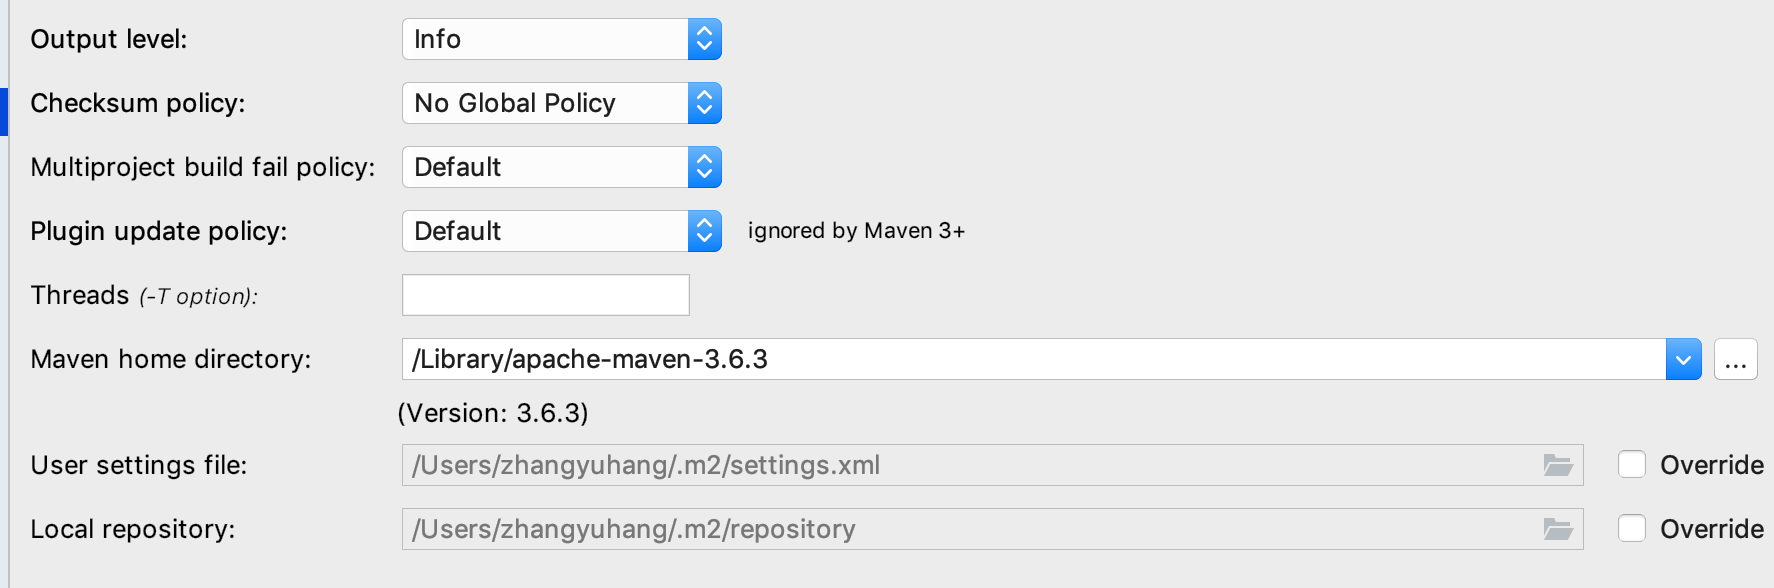 Output level: Info
Checksum policy: No Global Policy
Multiproject build fail policy: Default
Plugin update policy: Default ignored by Maven 3+
Threads (-T option):
Maven home directory: /Library/apache-maven-3.6.3 ...
(Version: 3.6.3)
User settings file: /Users/zhangyuhang/.m2/settings.xml Override
Local repository: /Users/zhangyuhang/.m2/repository Override